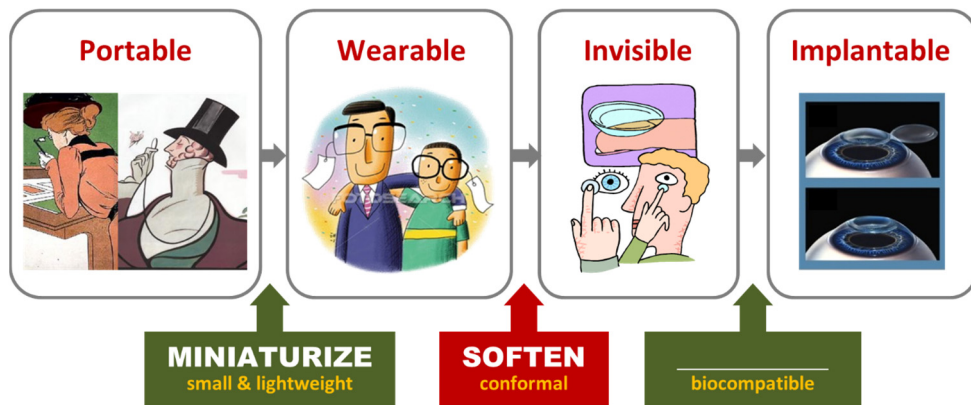 Portable
Wearable
Invisible
Implantable
MINIATURIZE
small & lightweight
SOFTEN
conformal
biocompatible